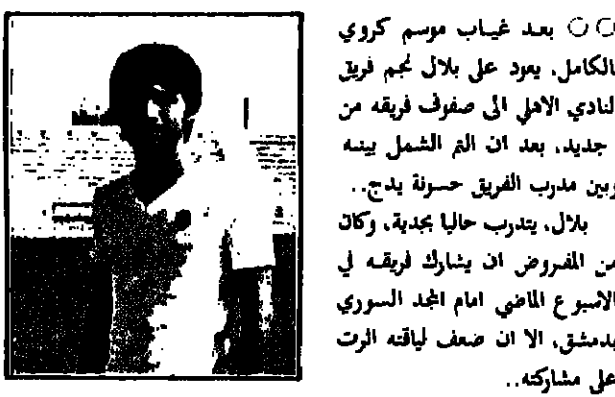 ○○ بعد غياب موسم كروي
بالكامل، يعود علي بلال نجم فريق
النادي الاهلي الى صفوف فريقه من
جديد، بعد ان التم الشمل بينه
وبين مدرب الفريق حسونة يدج..
بلال، يتدرب حاليا بجدية، وكان
من المفروض ان يشارك فريقه في
الاسبوع الماضي امام المجد السوري
بدمشق، الا ان ضعف لياقته اثرت
على مشاركته..